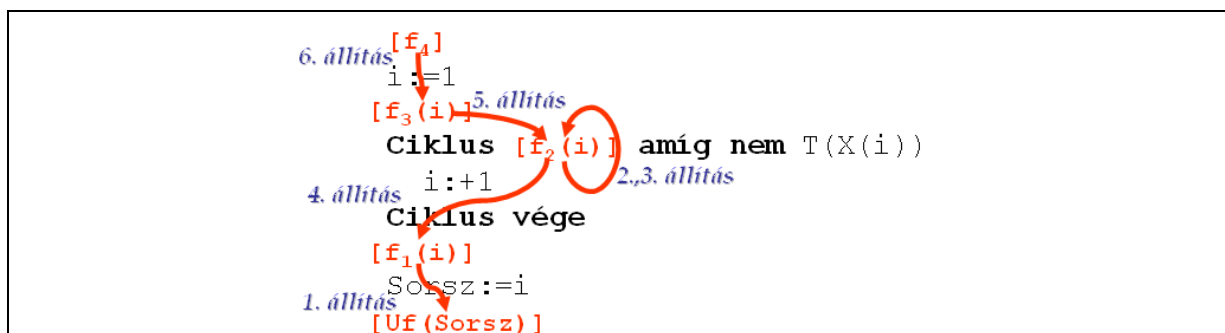 [f₄]
6. állítás
i:=1
[f₃(i)] 5. állítás
Ciklus [f₂(i)] amíg nem T(X(i))
i:+1 2.,3. állítás
4. állítás
Ciklus vége
[f₁(i)]
Sorsz:=i
1. állítás
[Uf(Sorsz)]